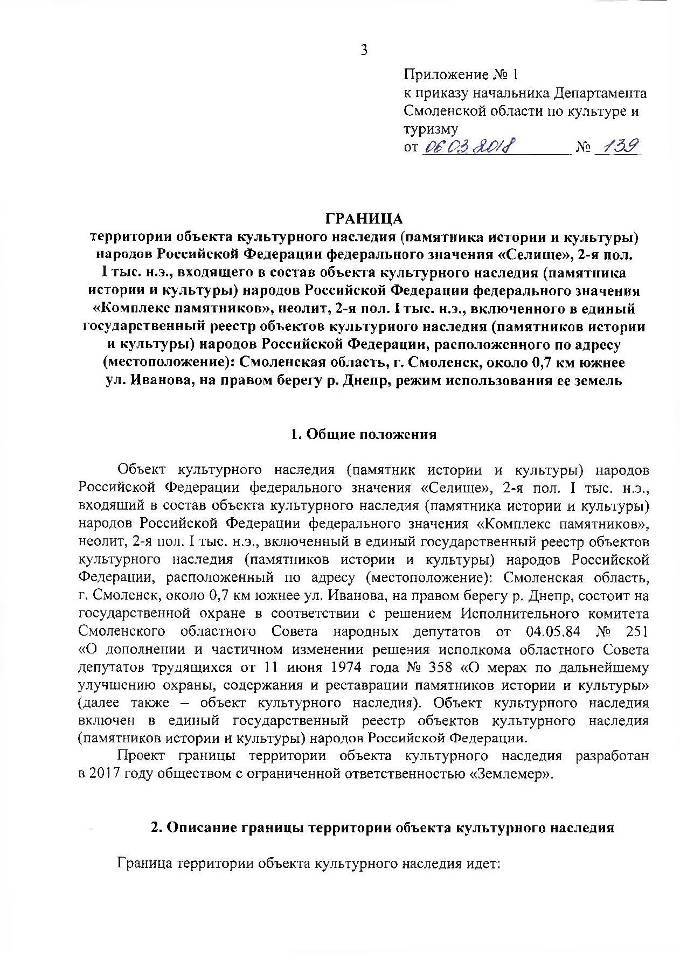 3
Приложение № 1
к приказу начальника Департамента
Смоленской области по культуре и
туризму
от 06.03.2018 № 139
ГРАНИЦА
территории объекта культурного наследия (памятника истории и культуры)
народов Российской Федерации федерального значения «Селище», 2-я пол.
I тыс. н.э., входящего в состав объекта культурного наследия (памятника
истории и культуры) народов Российской Федерации федерального значения
«Комплекс памятников», неолит, 2-я пол. I тыс. н.э., включенного в единый
государственный реестр объектов культурного наследия (памятников истории
и культуры) народов Российской Федерации, расположенного по адресу
(местоположение): Смоленская область, г. Смоленск, около 0,7 км южнее
ул. Иванова, на правом берегу р. Днепр, режим использования ее земель
1. Общие положения
Объект культурного наследия (памятник истории и культуры) народов
Российской Федерации федерального значения «Селище», 2-я пол. I тыс. н.э.,
входящий в состав объекта культурного наследия (памятника истории и культуры)
народов Российской Федерации федерального значения «Комплекс памятников»,
неолит, 2-я пол. I тыс. н.э., включенный в единый государственный реестр объектов
культурного наследия (памятников истории и культуры) народов Российской
Федерации, расположенный по адресу (местоположение): Смоленская область,
г. Смоленск, около 0,7 км южнее ул. Иванова, на правом берегу р. Днепр, состоит на
государственной охране в соответствии с решением Исполнительного комитета
Смоленского областного Совета народных депутатов от 04.05.84 № 251
«О дополнении и частичном изменении решения исполкома областного Совета
депутатов трудящихся от 11 июня 1974 года № 358 «О мерах по дальнейшему
улучшению охраны, содержания и реставрации памятников истории и культуры»
(далее также – объект культурного наследия). Объект культурного наследия
включен в единый государственный реестр объектов культурного наследия
(памятников истории и культуры) народов Российской Федерации.
Проект границы территории объекта культурного наследия разработан
в 2017 году обществом с ограниченной ответственностью «Землемер».
2. Описание границы территории объекта культурного наследия
Граница территории объекта культурного наследия идет: